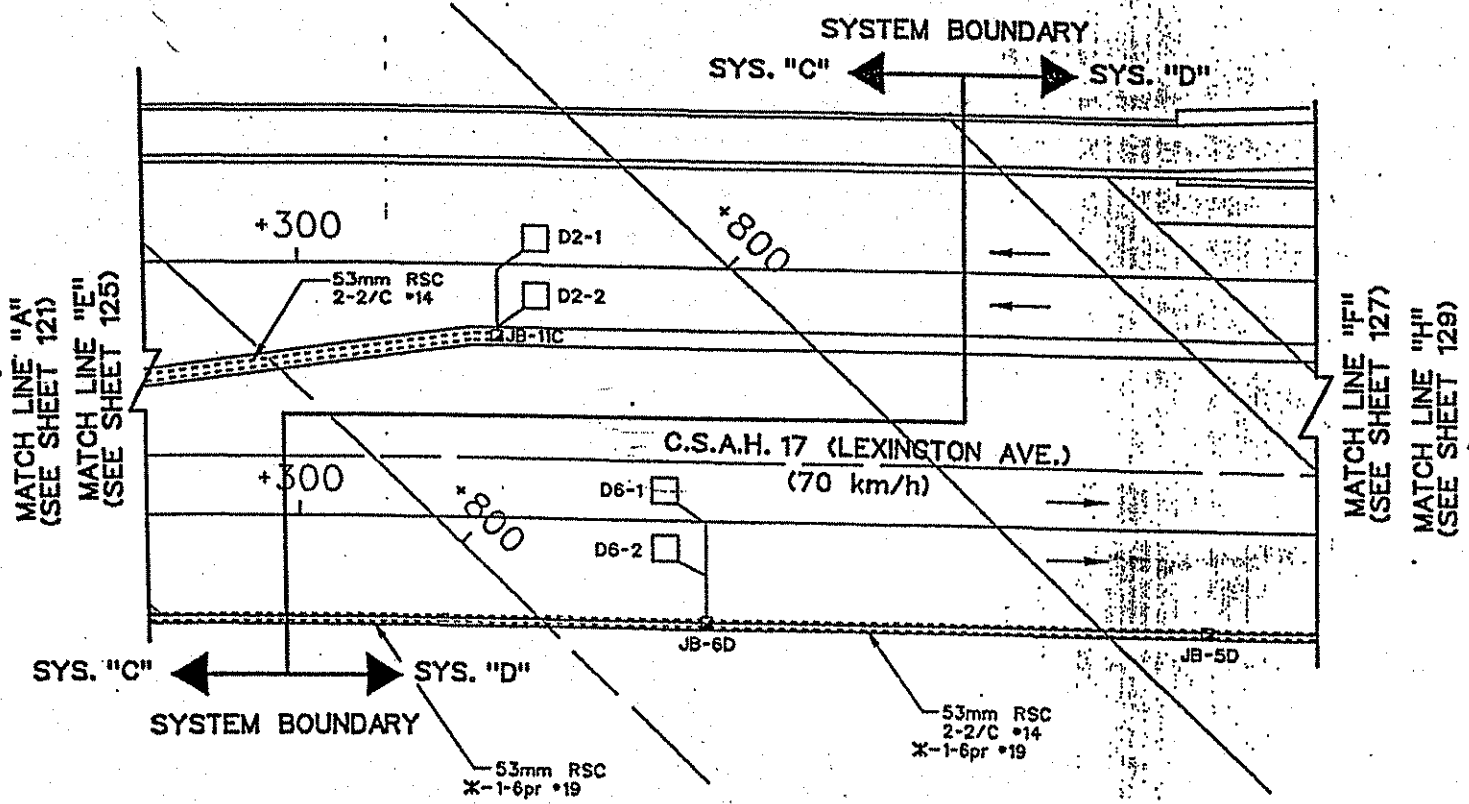 SYSTEM BOUNDARY
SYS. "C"
SYS. "D"
+300
D2-1
53mm RSC
2-2/C #14
D2-2
JB-11C
+800
MATCH LINE "A"
(SEE SHEET 121)
MATCH LINE "E"
(SEE SHEET 125)
C.S.A.H. 17 (LEXINGTON AVE.)
(70 km/h)
+300
D6-1
+800
D6-2
MATCH LINE "F"
(SEE SHEET 127)
MATCH LINE "H"
(SEE SHEET 129)
JB-6D
JB-5D
SYS. "C"
SYS. "D"
SYSTEM BOUNDARY
53mm RSC
2-2/C #14
Ж-1-6pr #19
53mm RSC
Ж-1-6pr #19